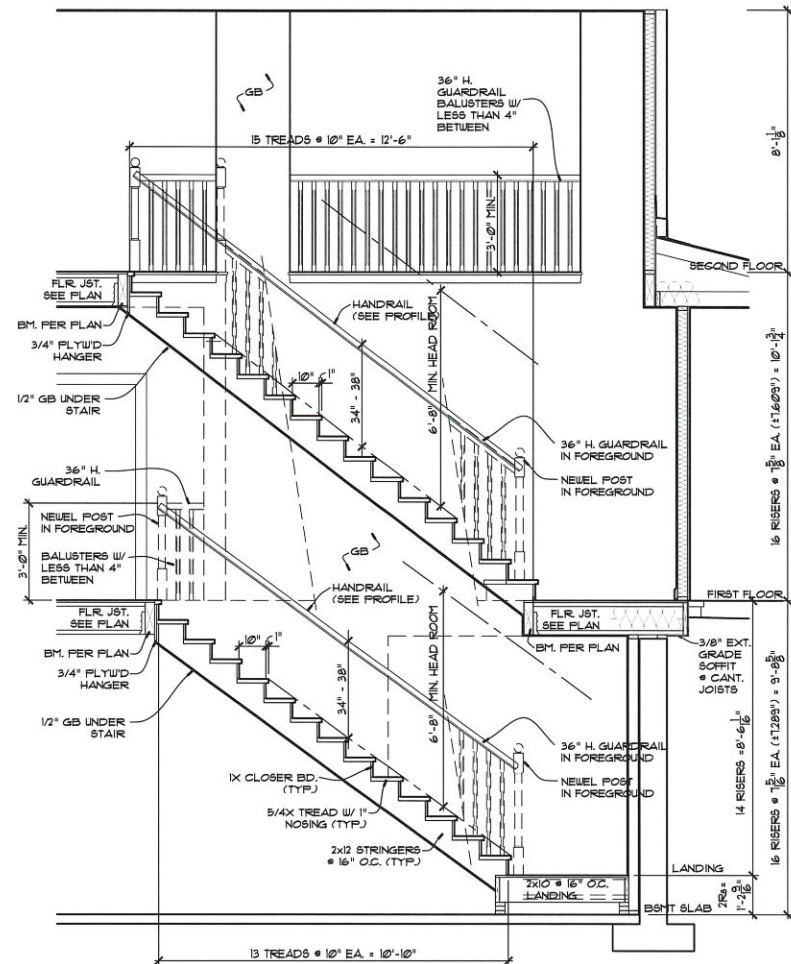 GB
36" H.
GUARDRAIL
BALUSTERS W/
LESS THAN 4"
BETWEEN
15 TREADS @ 10" EA. = 12'-6"
8'-1 1/8"
3'-0" MIN.
SECOND FLOOR
FLR. JST.
SEE PLAN
BM. PER PLAN
3/4" PLYW'D
HANGER
1/2" GB UNDER
STAIR
HANDRAIL
(SEE PROFILE)
10"
1"
34" - 38"
6'-8" MIN. HEAD ROOM
36" H. GUARDRAIL
IN FOREGROUND
NEWEL POST
IN FOREGROUND
16 RISERS @ 7 5/8" EA. (±7.609") = 10'-1 3/4"
36" H.
GUARDRAIL
3'-0" MIN.
NEWEL POST
IN FOREGROUND
BALUSTERS W/
LESS THAN 4"
BETWEEN
GB
HANDRAIL
(SEE PROFILE)
FIRST FLOOR
FLR. JST.
SEE PLAN
BM. PER PLAN
3/4" PLYW'D
HANGER
1/2" GB UNDER
STAIR
10"
1"
34" - 38"
6'-8" MIN. HEAD ROOM
FLR. JST.
SEE PLAN
BM. PER PLAN
3/8" EXT.
GRADE
SOFFIT
@ CANT.
JOISTS
36" H. GUARDRAIL
IN FOREGROUND
NEWEL POST
IN FOREGROUND
1X CLOSER BD.
(TYP.)
5/4X TREAD W/ 1"
NOSING (TYP.)
2x12 STRINGERS
@ 16" O.C. (TYP.)
14 RISERS = 8'-6 1/16"
16 RISERS @ 7 5/16" EA. (±7.289") = 9'-8 5/8"
LANDING
2x10 @ 16" O.C.
LANDING
2Rs =
1'-2 9/16"
BSMT SLAB
13 TREADS @ 10" EA. = 10'-10"